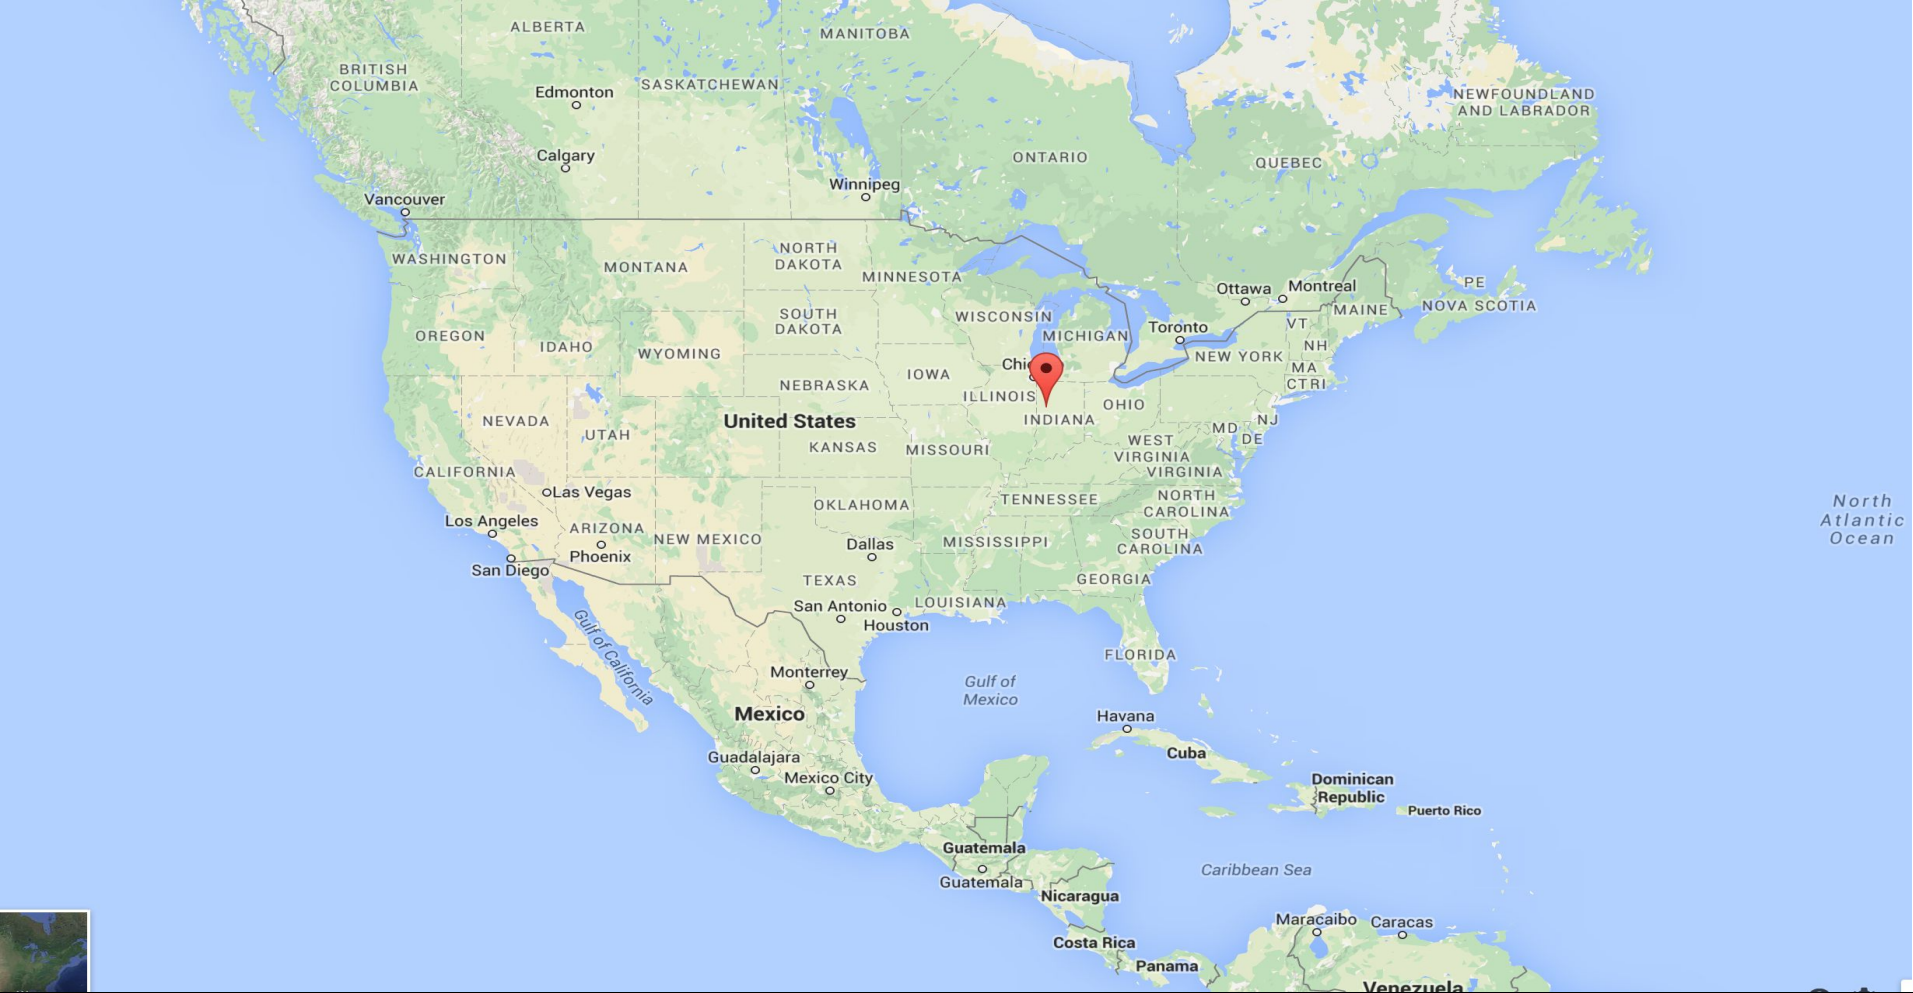 ALBERTA
MANITOBA
BRITISH
COLUMBIA
Edmonton
SASKATCHEWAN
NEWFOUNDLAND
AND LABRADOR
Calgary
ONTARIO
QUEBEC
Winnipeg
Vancouver
WASHINGTON
MONTANA
NORTH
DAKOTA
MINNESOTA
Ottawa
Montreal
PE
NOVA SCOTIA
MAINE
SOUTH
DAKOTA
WISCONSIN
VT
OREGON
IDAHO
WYOMING
MICHIGAN
Toronto
NH
NEW YORK
MA
CT RI
Chic
IOWA
NEBRASKA
ILLINOIS
INDIANA
OHIO
NJ
MD
DE
NEVADA
UTAH
United States
KANSAS
MISSOURI
WEST
VIRGINIA
VIRGINIA
CALIFORNIA
Las Vegas
Los Angeles
ARIZONA
Phoenix
NEW MEXICO
OKLAHOMA
TENNESSEE
NORTH
CAROLINA
North
Atlantic
Ocean
San Diego
Dallas
MISSISSIPPI
SOUTH
CAROLINA
TEXAS
GEORGIA
San Antonio
Houston
LOUISIANA
Gulf of California
FLORIDA
Monterrey
Gulf of
Mexico
Mexico
Havana
Cuba
Guadalajara
Mexico City
Dominican
Republic
Puerto Rico
Guatemala
Guatemala
Caribbean Sea
Nicaragua
Maracaibo
Caracas
Costa Rica
Panama
Venezuela